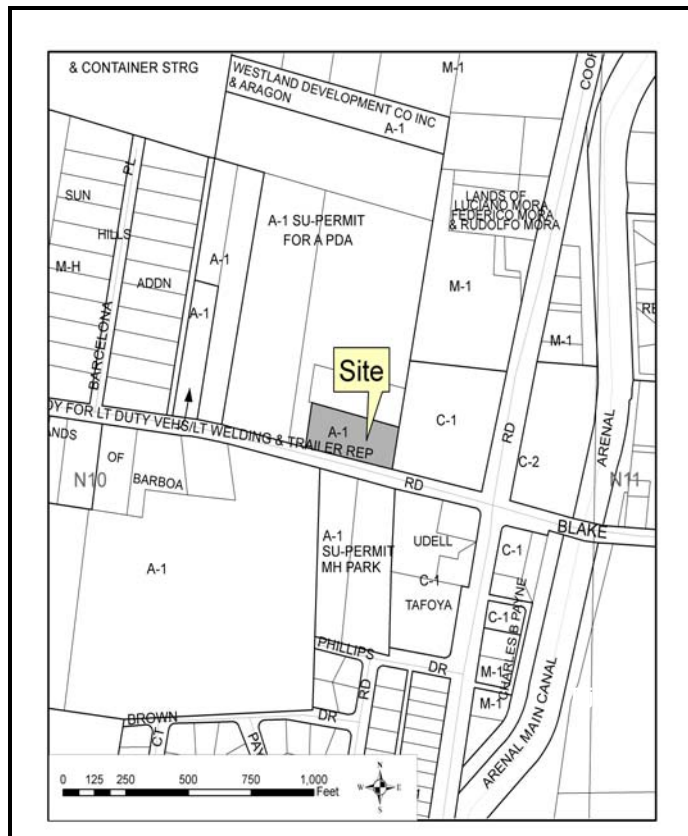 & CONTAINER STRG
WESTLAND DEVELOPMENT CO INC
& ARAGON
A-1
M-1
COOR
SUN
PL
HILLS
M-H
ADDN
BARCELONA
A-1
A-1
A-1 SU-PERMIT
FOR A PDA
LANDS OF
LUCIANO MORA,
FEDERICO MORA,
& RUDOLFO MORA
M-1
M-1
RE
Site
A-1
C-1
RD
C-2
ARENAL
DY FOR LT DUTY VEHS/LT WELDING & TRAILER REP
RD
BLAKE
ANDS
OF
BARBOA
N10
N11
A-1
A-1
SU-PERMIT
MH PARK
UDELL
C-1
TAFOYA
C-1
C-1
CHARLES B PAYNE
M-1
M-1
PHILLIPS
DR
RD
BROWN
DR
CT
PAY
ARENAL MAIN CANAL
0 125 250 500 750 1,000
Feet
N
W E
S